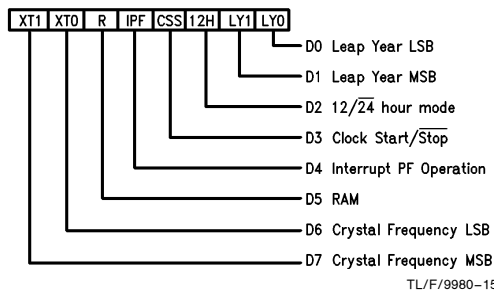 XT1 XT0 R IPF CSS 12H LY1 LY0
D0 Leap Year LSB
D1 Leap Year MSB
D2 12/2̅4̅ hour mode
D3 Clock Start/S̅t̅o̅p̅
D4 Interrupt PF Operation
D5 RAM
D6 Crystal Frequency LSB
D7 Crystal Frequency MSB
TL/F/9980–15